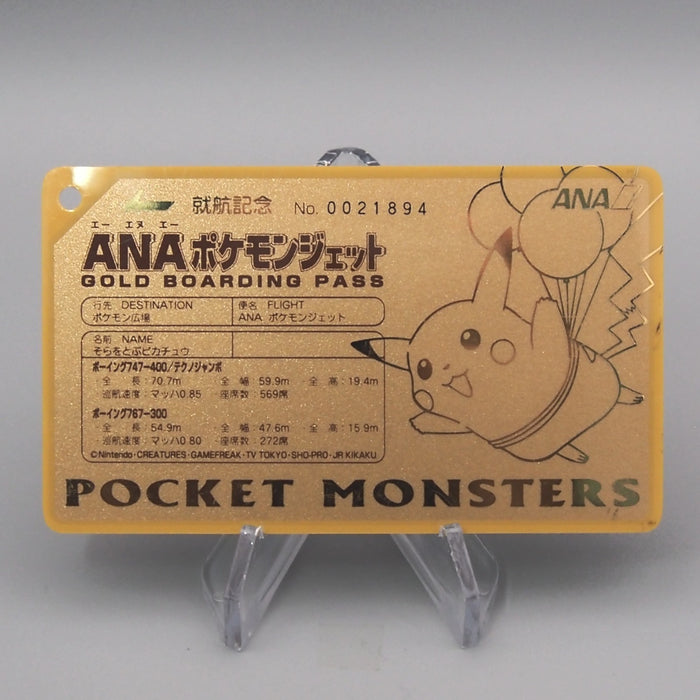 就航記念 No. 0021894
ANA
エー エヌ エー
ANAポケモンジェット
GOLD BOARDING PASS
行先 DESTINATION
ポケモン広場
便名 FLIGHT
ANA ポケモンジェット
名前 NAME
そらをとぶピカチュウ
ボーイング747-400/テクノジャンボ
全 長：70.7m 全 幅：59.9m 全 高：19.4m
巡航速度：マッハ0.85 座席数：569席
ボーイング767-300
全 長：54.9m 全 幅：47.6m 全 高：15.9m
巡航速度：マッハ0.80 座席数：272席
©Nintendo・CREATURES・GAMEFREAK・TV TOKYO・SHO-PRO・JR KIKAKU
POCKET MONSTERS